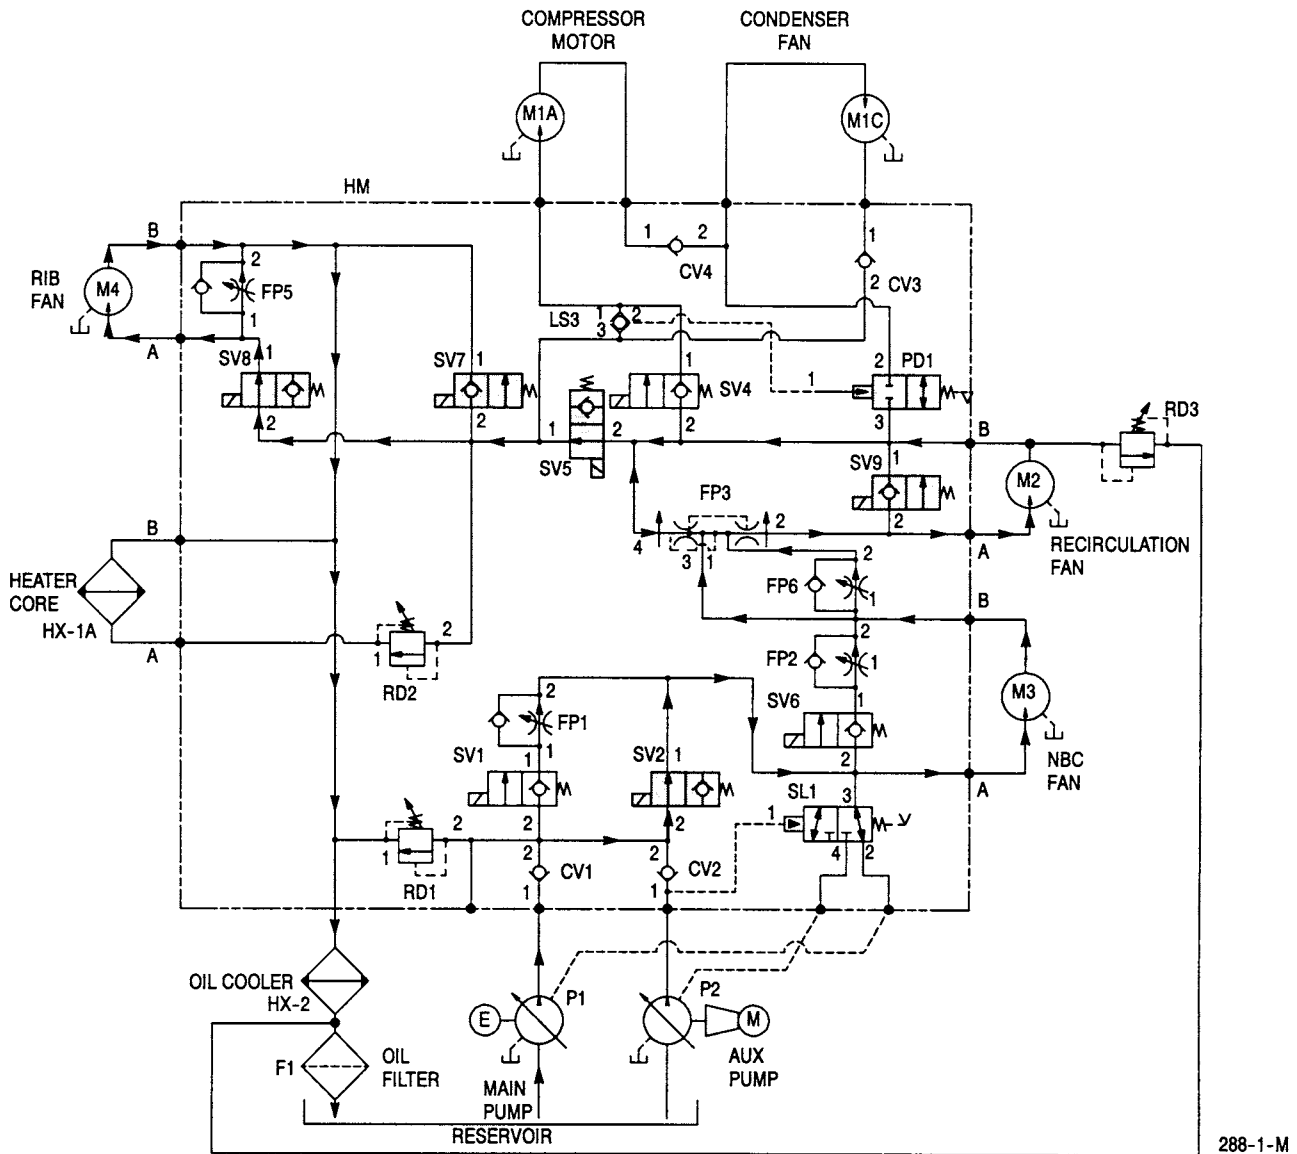 COMPRESSOR
MOTOR
CONDENSER
FAN
M1A
M1C
HM
B
1
2
1
RIB
FAN
M4
2
CV4
2
CV3
FP5
1
LS3
1
2
3
A
SV8
1
SV7
1
1
SV4
1
2
PD1
RD3
2
2
1
2
2
3
B
SV5
SV9
1
M2
FP3
2
2
4
3
1
A
RECIRCULATION
FAN
B
2
HEATER
CORE
HX-1A
FP6
1
B
A
2
1
2
FP2
1
RD2
M3
2
SV6
1
FP1
SV1
1
1
SV2
1
2
NBC
FAN
A
SL1
3
1
2
2
2
1
2
2
4
2
CV1
CV2
RD1
1
1
OIL COOLER
HX-2
P1
P2
E
M
F1
OIL
FILTER
AUX
PUMP
MAIN
PUMP
RESERVOIR
288-1-M